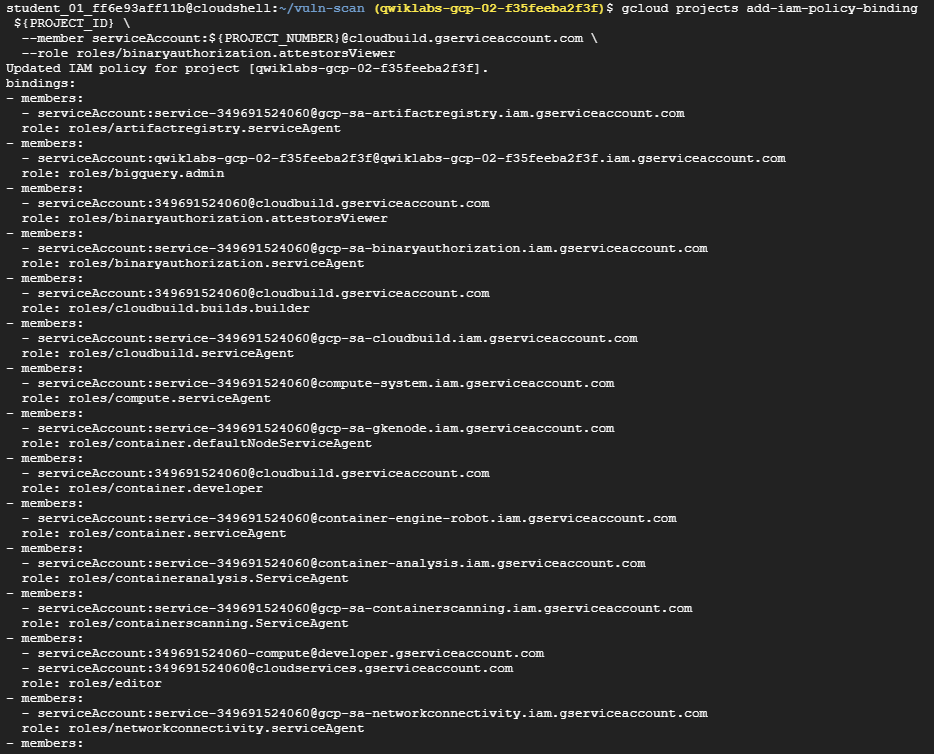 student_01_ff6e93aff11b@cloudshell:~/vuln-scan (qwiklabs-gcp-02-f35feeba2f3f)$ gcloud projects add-iam-policy-binding
${PROJECT_ID} \
--member serviceAccount:${PROJECT_NUMBER}@cloudbuild.gserviceaccount.com \
--role roles/binaryauthorization.attestorsViewer
Updated IAM policy for project [qwiklabs-gcp-02-f35feeba2f3f].
bindings:
- members:
- serviceAccount:service-349691524060@gcp-sa-artifactregistry.iam.gserviceaccount.com
role: roles/artifactregistry.serviceAgent
- members:
- serviceAccount:qwiklabs-gcp-02-f35feeba2f3f@qwiklabs-gcp-02-f35feeba2f3f.iam.gserviceaccount.com
role: roles/bigquery.admin
- members:
- serviceAccount:349691524060@cloudbuild.gserviceaccount.com
role: roles/binaryauthorization.attestorsViewer
- members:
- serviceAccount:service-349691524060@gcp-sa-binaryauthorization.iam.gserviceaccount.com
role: roles/binaryauthorization.serviceAgent
- members:
- serviceAccount:349691524060@cloudbuild.gserviceaccount.com
role: roles/cloudbuild.builds.builder
- members:
- serviceAccount:service-349691524060@gcp-sa-cloudbuild.iam.gserviceaccount.com
role: roles/cloudbuild.serviceAgent
- members:
- serviceAccount:service-349691524060@compute-system.iam.gserviceaccount.com
role: roles/compute.serviceAgent
- members:
- serviceAccount:service-349691524060@gcp-sa-gkenode.iam.gserviceaccount.com
role: roles/container.defaultNodeServiceAgent
- members:
- serviceAccount:349691524060@cloudbuild.gserviceaccount.com
role: roles/container.developer
- members:
- serviceAccount:service-349691524060@container-engine-robot.iam.gserviceaccount.com
role: roles/container.serviceAgent
- members:
- serviceAccount:service-349691524060@container-analysis.iam.gserviceaccount.com
role: roles/containeranalysis.ServiceAgent
- members:
- serviceAccount:service-349691524060@gcp-sa-containerscanning.iam.gserviceaccount.com
role: roles/containerscanning.ServiceAgent
- members:
- serviceAccount:349691524060-compute@developer.gserviceaccount.com
- serviceAccount:349691524060@cloudservices.gserviceaccount.com
role: roles/editor
- members:
- serviceAccount:service-349691524060@gcp-sa-networkconnectivity.iam.gserviceaccount.com
role: roles/networkconnectivity.serviceAgent
- members: